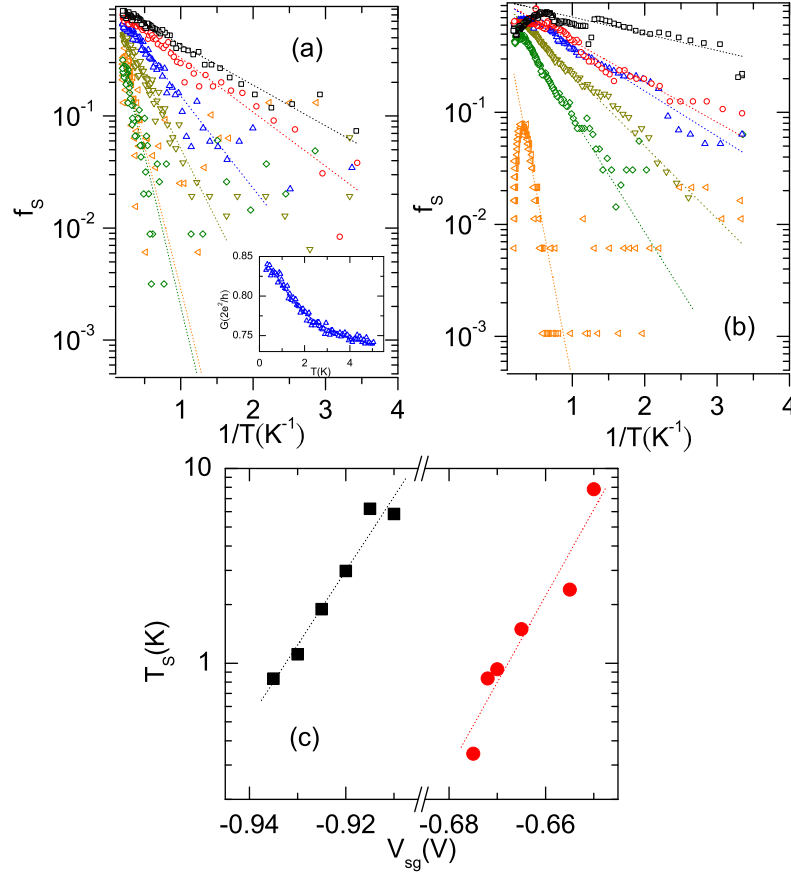 (a)
f_S
10^-1
10^-2
10^-3
1 2 3 4
1/T(K^-1)
0.85
0.80
0.75
G(2e^2/h)
0 2 4
T(K)
(b)
f_S
10^-1
10^-2
10^-3
1 2 3 4
1/T(K^-1)
10
1
T_S(K)
(c)
-0.94 -0.92 -0.68 -0.66
V_sg(V)